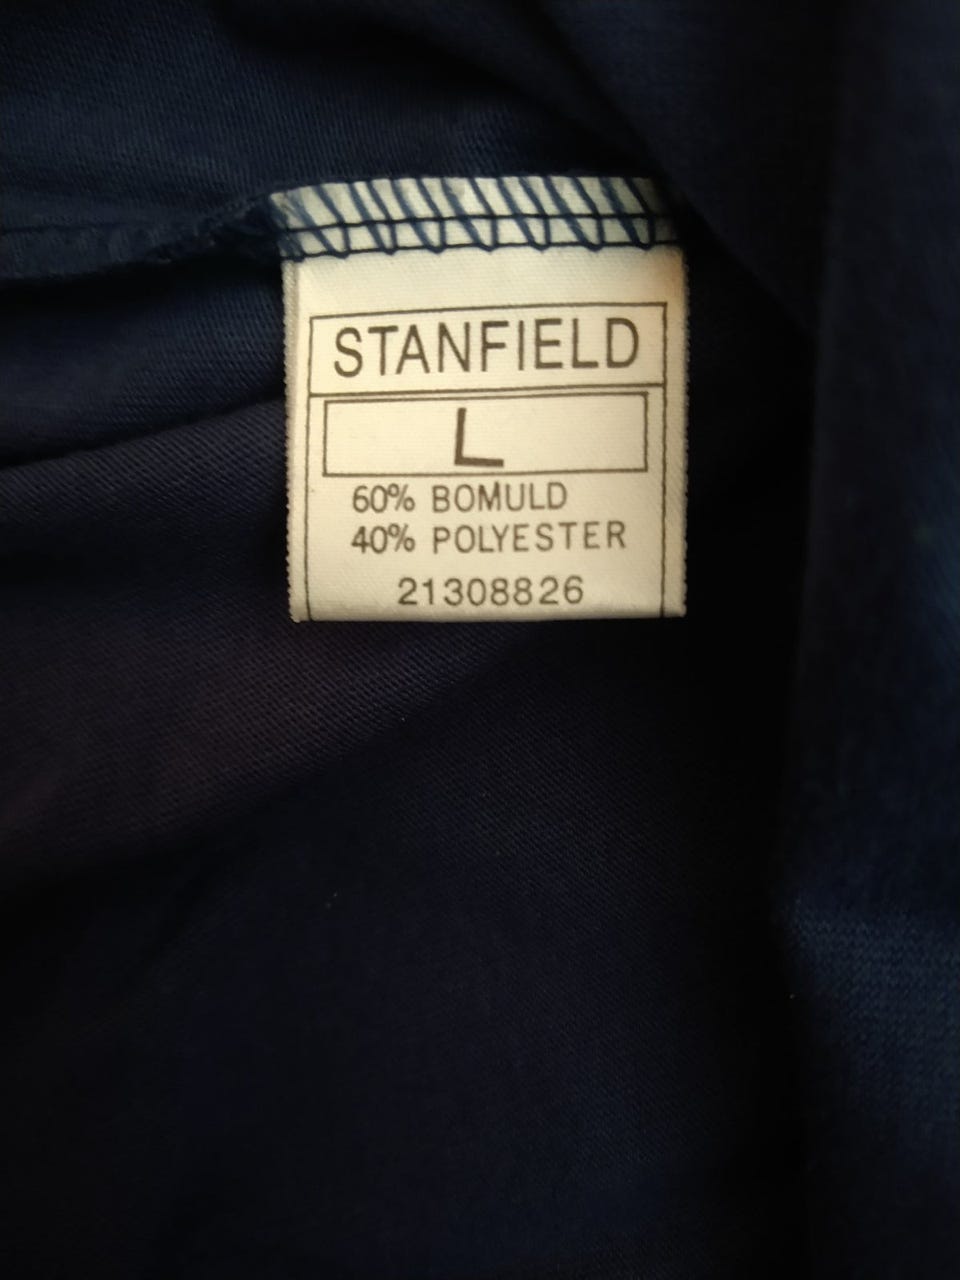 STANFIELD
L
60% BOMULD
40% POLYESTER
21308826